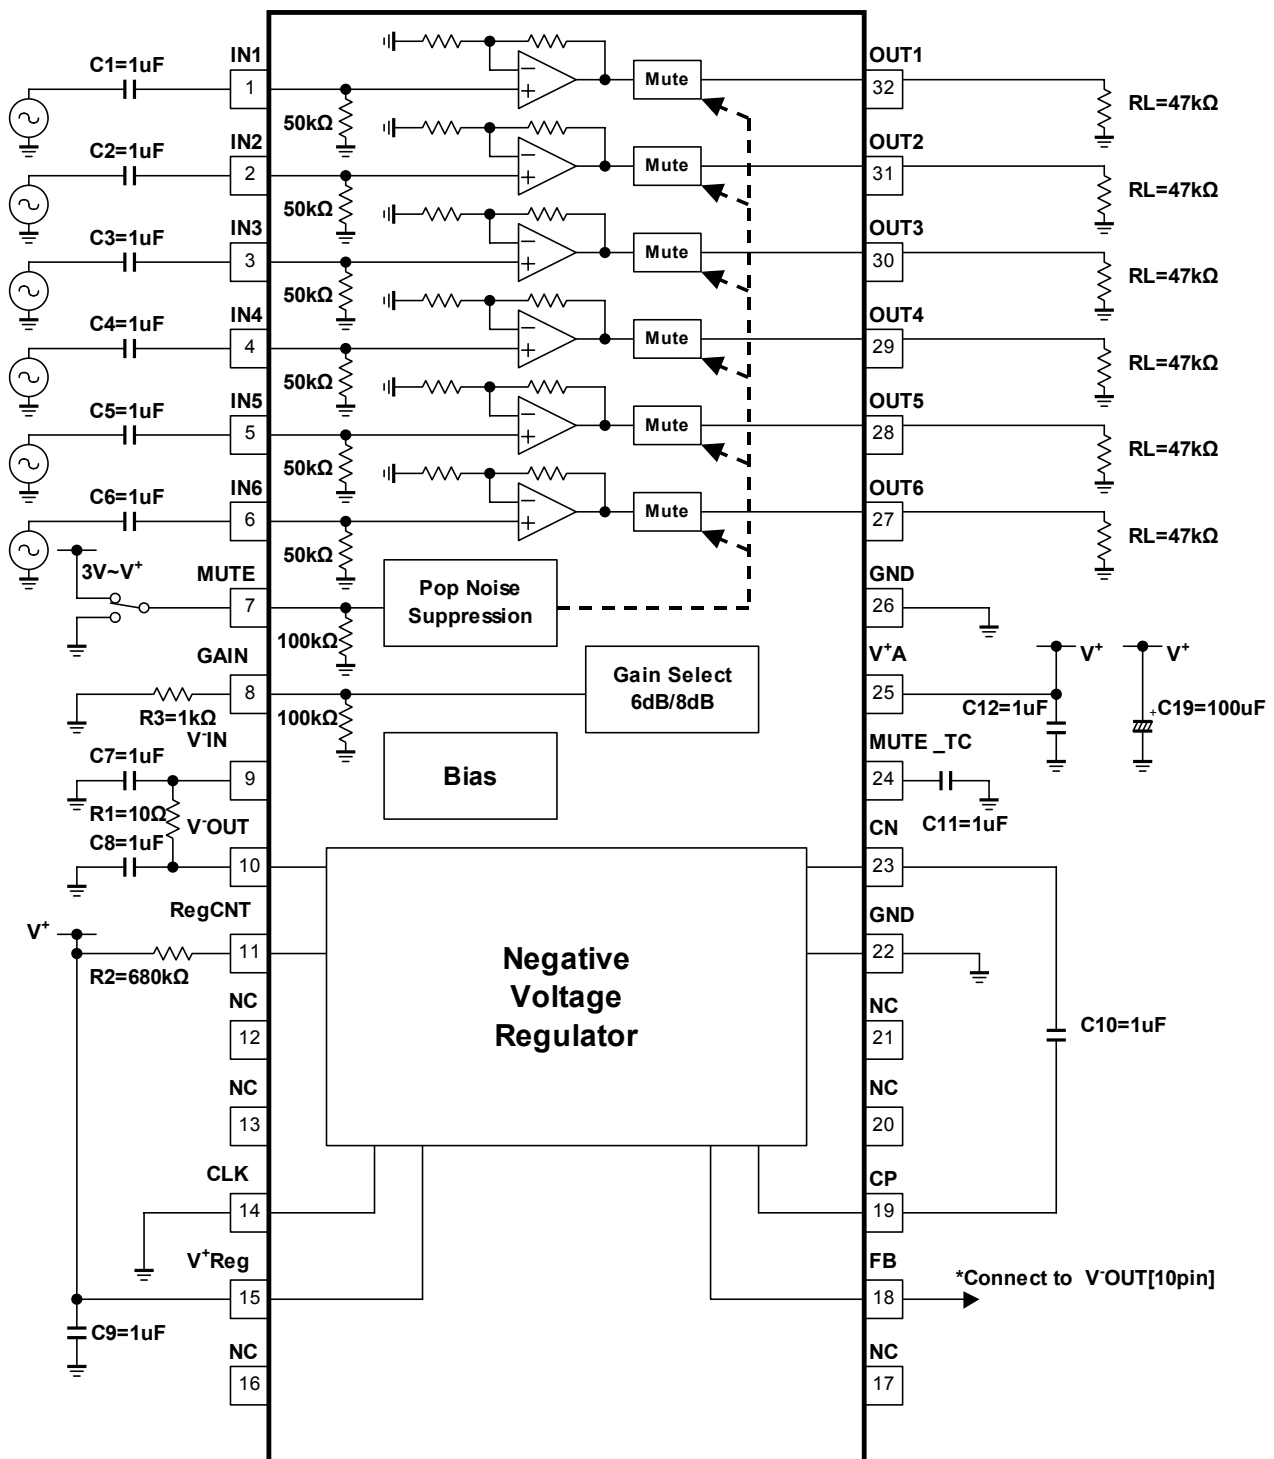 IN1
OUT1
C1=1uF
1
Mute
32
RL=47kΩ
50kΩ
IN2
OUT2
C2=1uF
2
Mute
31
RL=47kΩ
50kΩ
IN3
OUT3
C3=1uF
3
Mute
30
RL=47kΩ
50kΩ
IN4
OUT4
C4=1uF
4
Mute
29
RL=47kΩ
50kΩ
IN5
OUT5
C5=1uF
5
Mute
28
RL=47kΩ
50kΩ
IN6
OUT6
C6=1uF
6
Mute
27
RL=47kΩ
50kΩ
3V~V⁺
MUTE
7
Pop Noise
Suppression
GND
26
100kΩ
GAIN
8
R3=1kΩ
100kΩ
Gain Select
6dB/8dB
V⁺A
25
V⁺
V⁺
C12=1uF
+C19=100uF
V⁻IN
C7=1uF
9
Bias
MUTE _TC
24
C11=1uF
R1=10Ω
V⁻OUT
C8=1uF
10
CN
23
RegCNT
V⁺
11
R2=680kΩ
Negative
Voltage
Regulator
GND
22
NC
12
NC
21
C10=1uF
NC
13
NC
20
CLK
14
CP
19
V⁺Reg
15
C9=1uF
FB
18
*Connect to V⁻OUT[10pin]
NC
16
NC
17